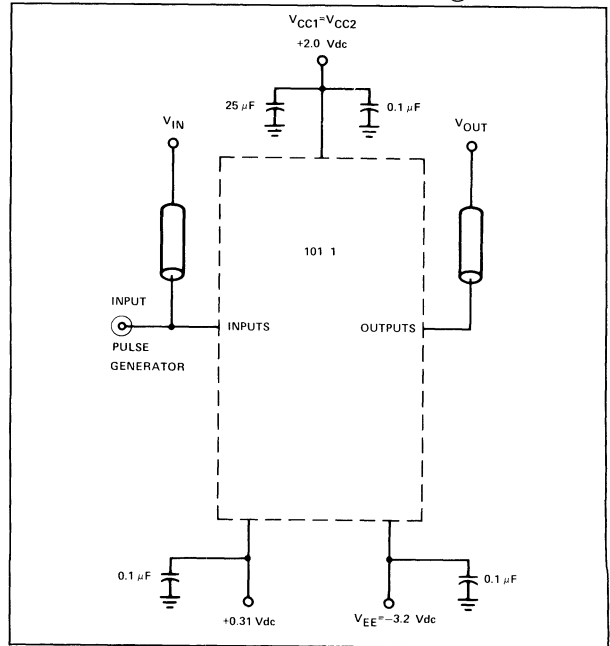 VCC1=VCC2
+2.0 Vdc
25 μF
0.1 μF
VIN
VOUT
101 1
INPUT
INPUTS
OUTPUTS
PULSE
GENERATOR
0.1 μF
0.1 μF
+0.31 Vdc
VEE=−3.2 Vdc